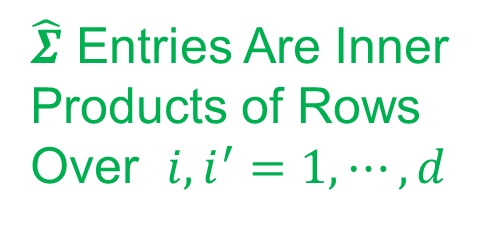 𝜮̂ Entries Are Inner
Products of Rows
Over 𝑖, 𝑖′ = 1, ⋯ , 𝑑